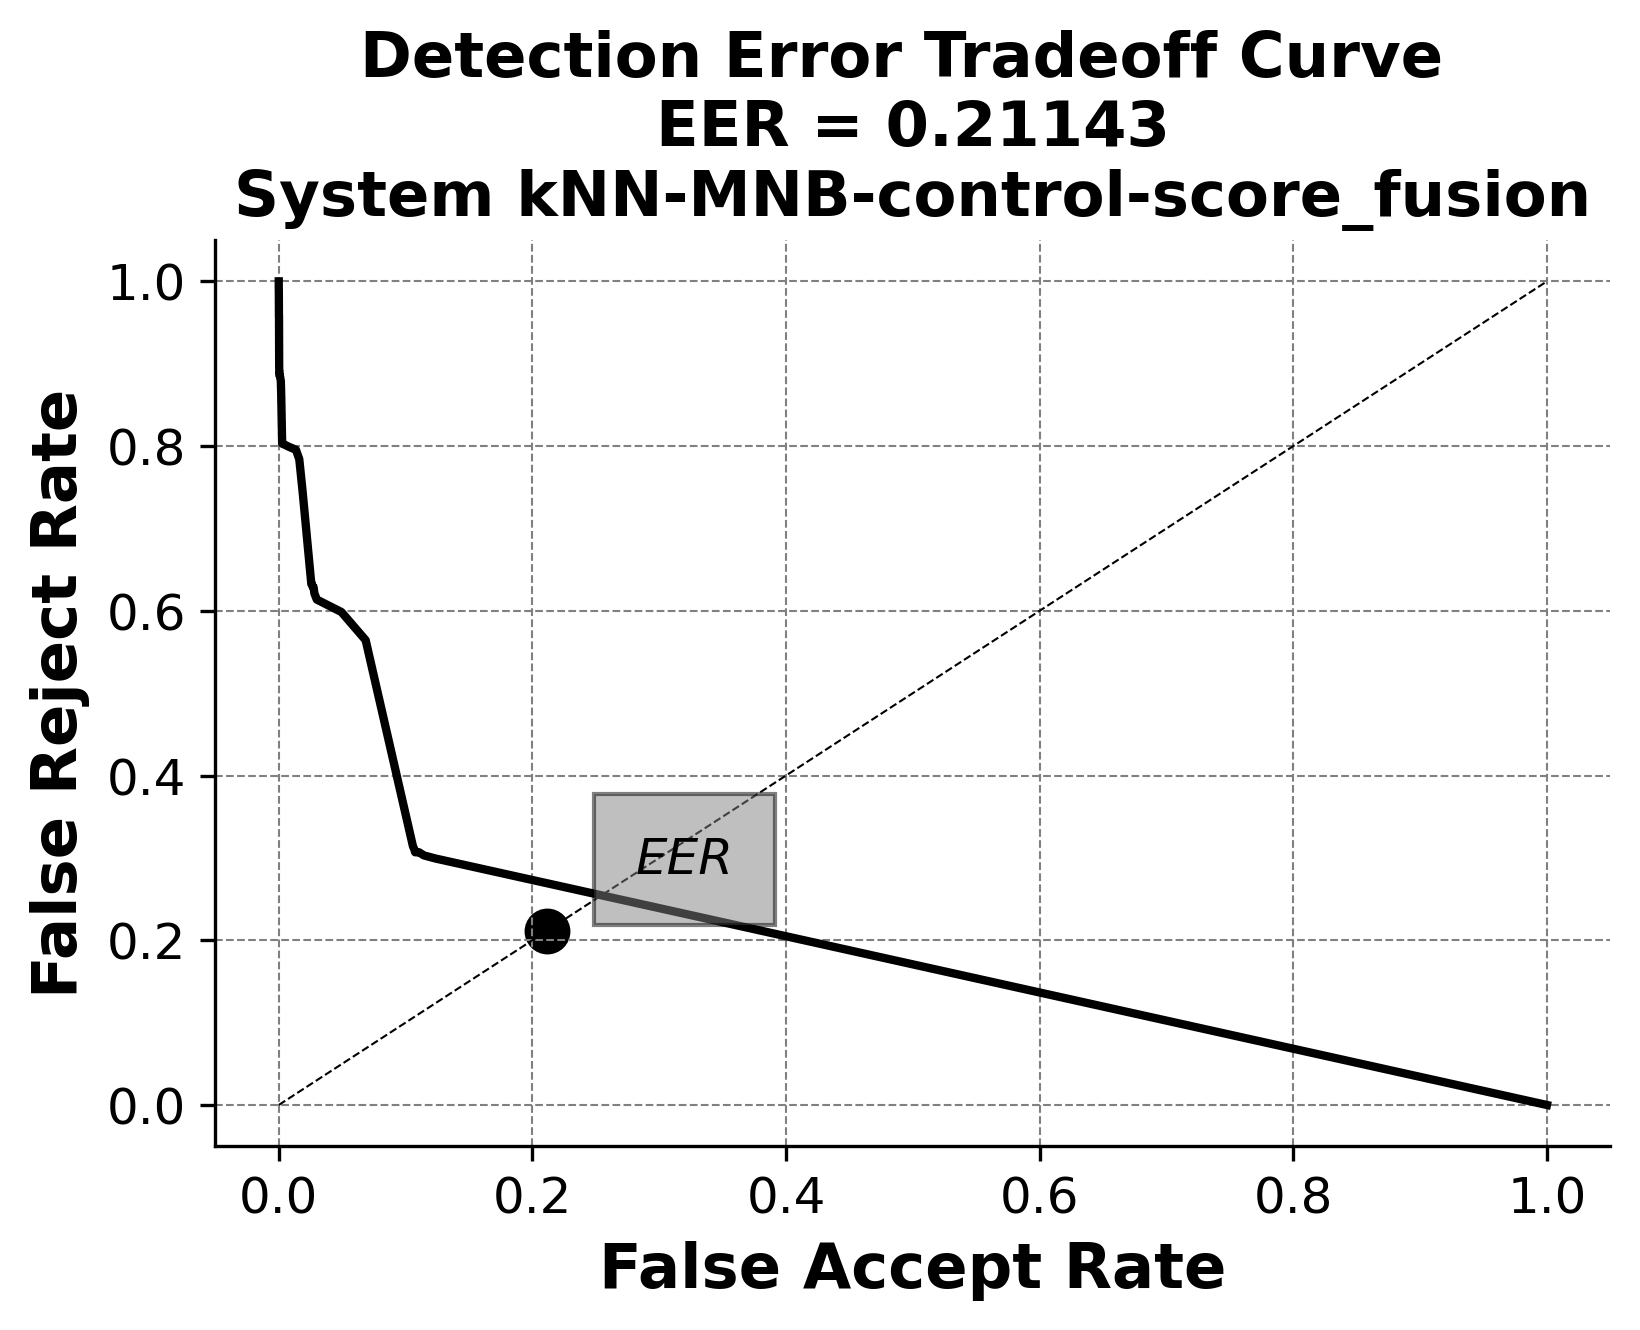 Detection Error Tradeoff Curve
EER = 0.21143
System kNN-MNB-control-score_fusion
False Reject Rate
1.0
0.8
0.6
0.4
0.2
0.0
EER
0.0 0.2 0.4 0.6 0.8 1.0
False Accept Rate